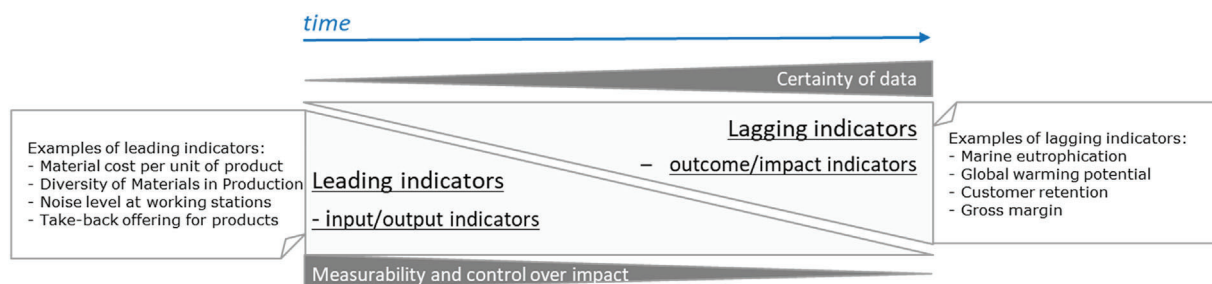 time
Certainty of data
Examples of leading indicators:
- Material cost per unit of product
- Diversity of Materials in Production
- Noise level at working stations
- Take-back offering for products
Leading indicators
- input/output indicators
Lagging indicators
– outcome/impact indicators
Examples of lagging indicators:
- Marine eutrophication
- Global warming potential
- Customer retention
- Gross margin
Measurability and control over impact